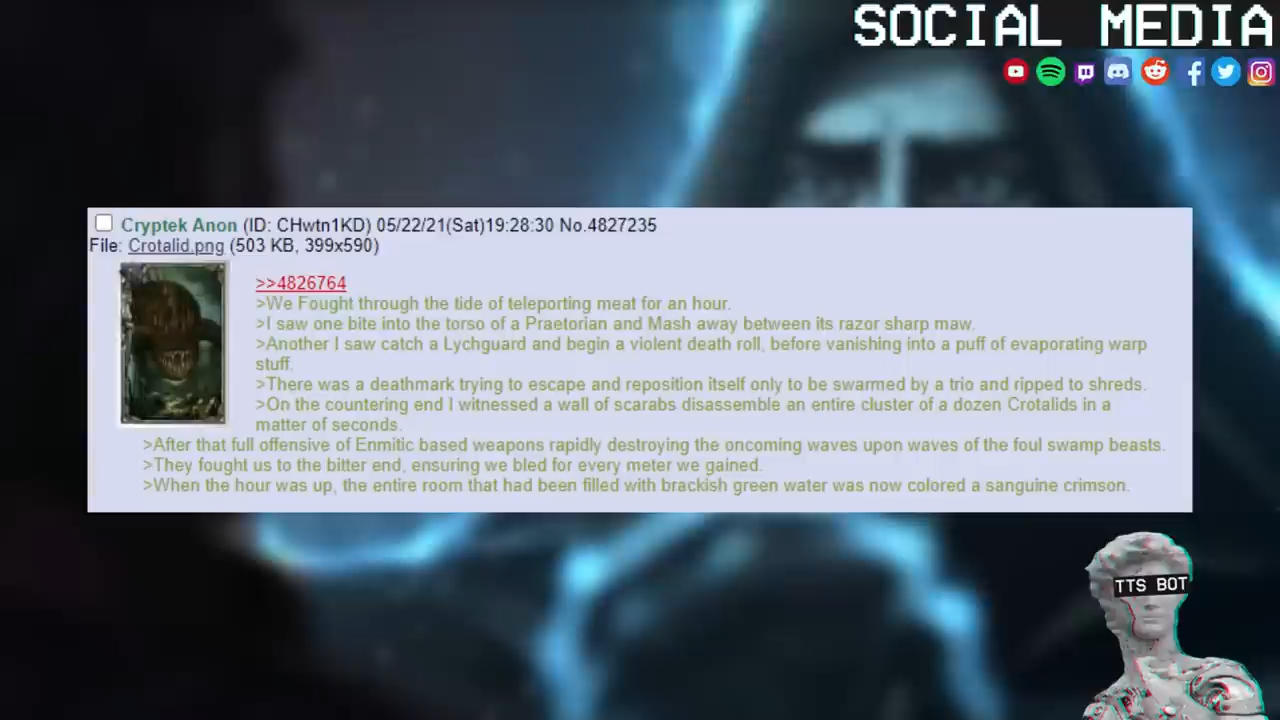 SOCIAL MEDIA
Cryptek Anon (ID: CHwtn1KD) 05/22/21(Sat)19:28:30 No.4827235
File: Crotalid.png (503 KB, 399x590)
>>4826764
>We Fought through the tide of teleporting meat for an hour.
>I saw one bite into the torso of a Praetorian and Mash away between its razor sharp maw.
>Another I saw catch a Lychguard and begin a violent death roll, before vanishing into a puff of evaporating warp
stuff.
>There was a deathmark trying to escape and reposition itself only to be swarmed by a trio and ripped to shreds.
>On the countering end I witnessed a wall of scarabs disassemble an entire cluster of a dozen Crotalids in a
matter of seconds.
>After that full offensive of Enmitic based weapons rapidly destroying the oncoming waves upon waves of the foul swamp beasts.
>They fought us to the bitter end, ensuring we bled for every meter we gained.
>When the hour was up, the entire room that had been filled with brackish green water was now colored a sanguine crimson.
TTS BOT